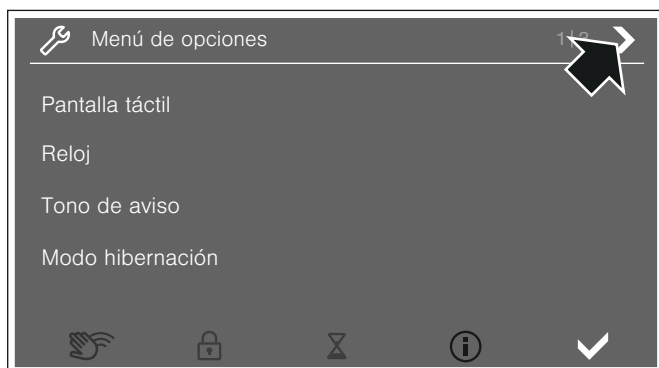 Menú de opciones
Pantalla táctil
Reloj
Tono de aviso
Modo hibernación